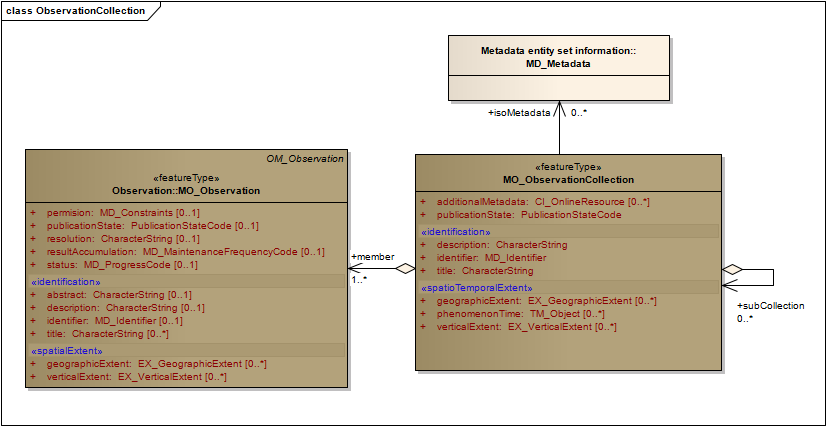 class ObservationCollection
Metadata entity set information::
MD_Metadata
+isoMetadata 0..*
OM_Observation
«featureType»
Observation::MO_Observation
+ permision: MD_Constraints [0..1]
+ publicationState: PublicationStateCode [0..1]
+ resolution: CharacterString [0..1]
+ resultAccumulation: MD_MaintenanceFrequencyCode [0..1]
+ status: MD_ProgressCode [0..1]
«identification»
+ abstract: CharacterString [0..1]
+ description: CharacterString [0..1]
+ identifier: MD_Identifier [0..1]
+ title: CharacterString [0..*]
«spatialExtent»
+ geographicExtent: EX_GeographicExtent [0..*]
+ verticalExtent: EX_VerticalExtent [0..*]
+member
1..*
«featureType»
MO_ObservationCollection
+ additionalMetadata: CI_OnlineResource [0..*]
+ publicationState: PublicationStateCode
«identification»
+ description: CharacterString
+ identifier: MD_Identifier
+ title: CharacterString
«spatioTemporalExtent»
+ geographicExtent: EX_GeographicExtent [0..*]
+ phenomenonTime: TM_Object [0..*]
+ verticalExtent: EX_VerticalExtent [0..*]
+subCollection
0..*